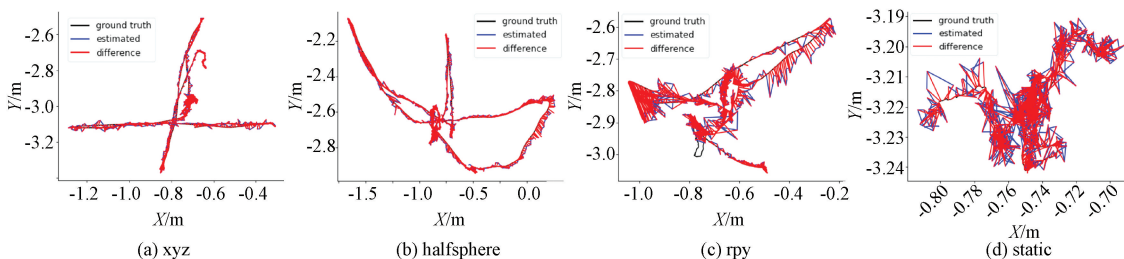 ground truth
estimated
difference
-2.6
-2.8
-3.0
-3.2
Y/m
-1.2
-1.0
-0.8
-0.6
-0.4
X/m
(a) xyz
ground truth
estimated
difference
-2.2
-2.4
-2.6
-2.8
Y/m
-1.5
-1.0
-0.5
0.0
X/m
(b) halfsphere
ground truth
estimated
difference
-2.6
-2.7
-2.8
-2.9
-3.0
Y/m
-1.0
-0.8
-0.6
-0.4
-0.2
X/m
(c) rpy
ground truth
estimated
difference
-3.19
-3.20
-3.21
-3.22
-3.23
-3.24
Y/m
-0.80
-0.78
-0.76
-0.74
-0.72
-0.70
X/m
(d) static